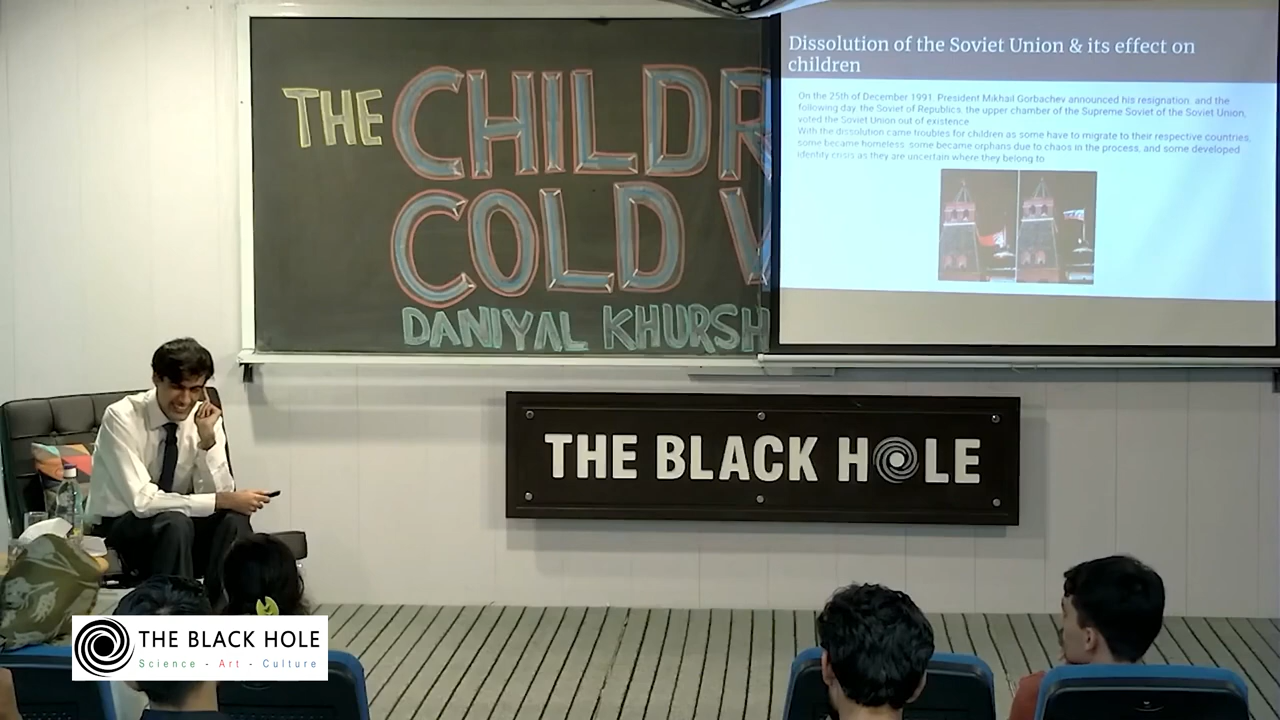 THE CHILDR
COLD W
DANIYAL KHURSH
Dissolution of the Soviet Union & its effect on
children
On the 25th of December 1991, President Mikhail Gorbachev announced his resignation, and the
following day, the Soviet of Republics, the upper chamber of the Supreme Soviet of the Soviet Union,
voted the Soviet Union out of existence
With the dissolution came troubles for children as some have to migrate to their respective countries,
some became homeless, some became orphans due to chaos in the process, and some developed
identity crisis as they are uncertain where they belong to
THE BLACK HOLE
THE BLACK HOLE
Science - Art - Culture